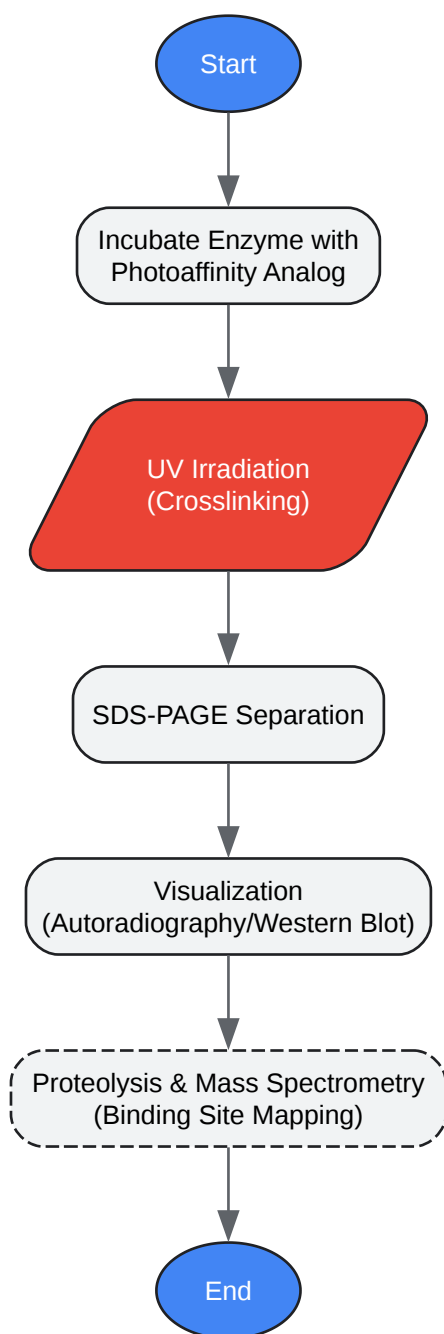 Start
Incubate Enzyme with
Photoaffinity Analog
UV Irradiation
(Crosslinking)
SDS-PAGE Separation
Visualization
(Autoradiography/Western Blot)
Proteolysis & Mass Spectrometry
(Binding Site Mapping)
End